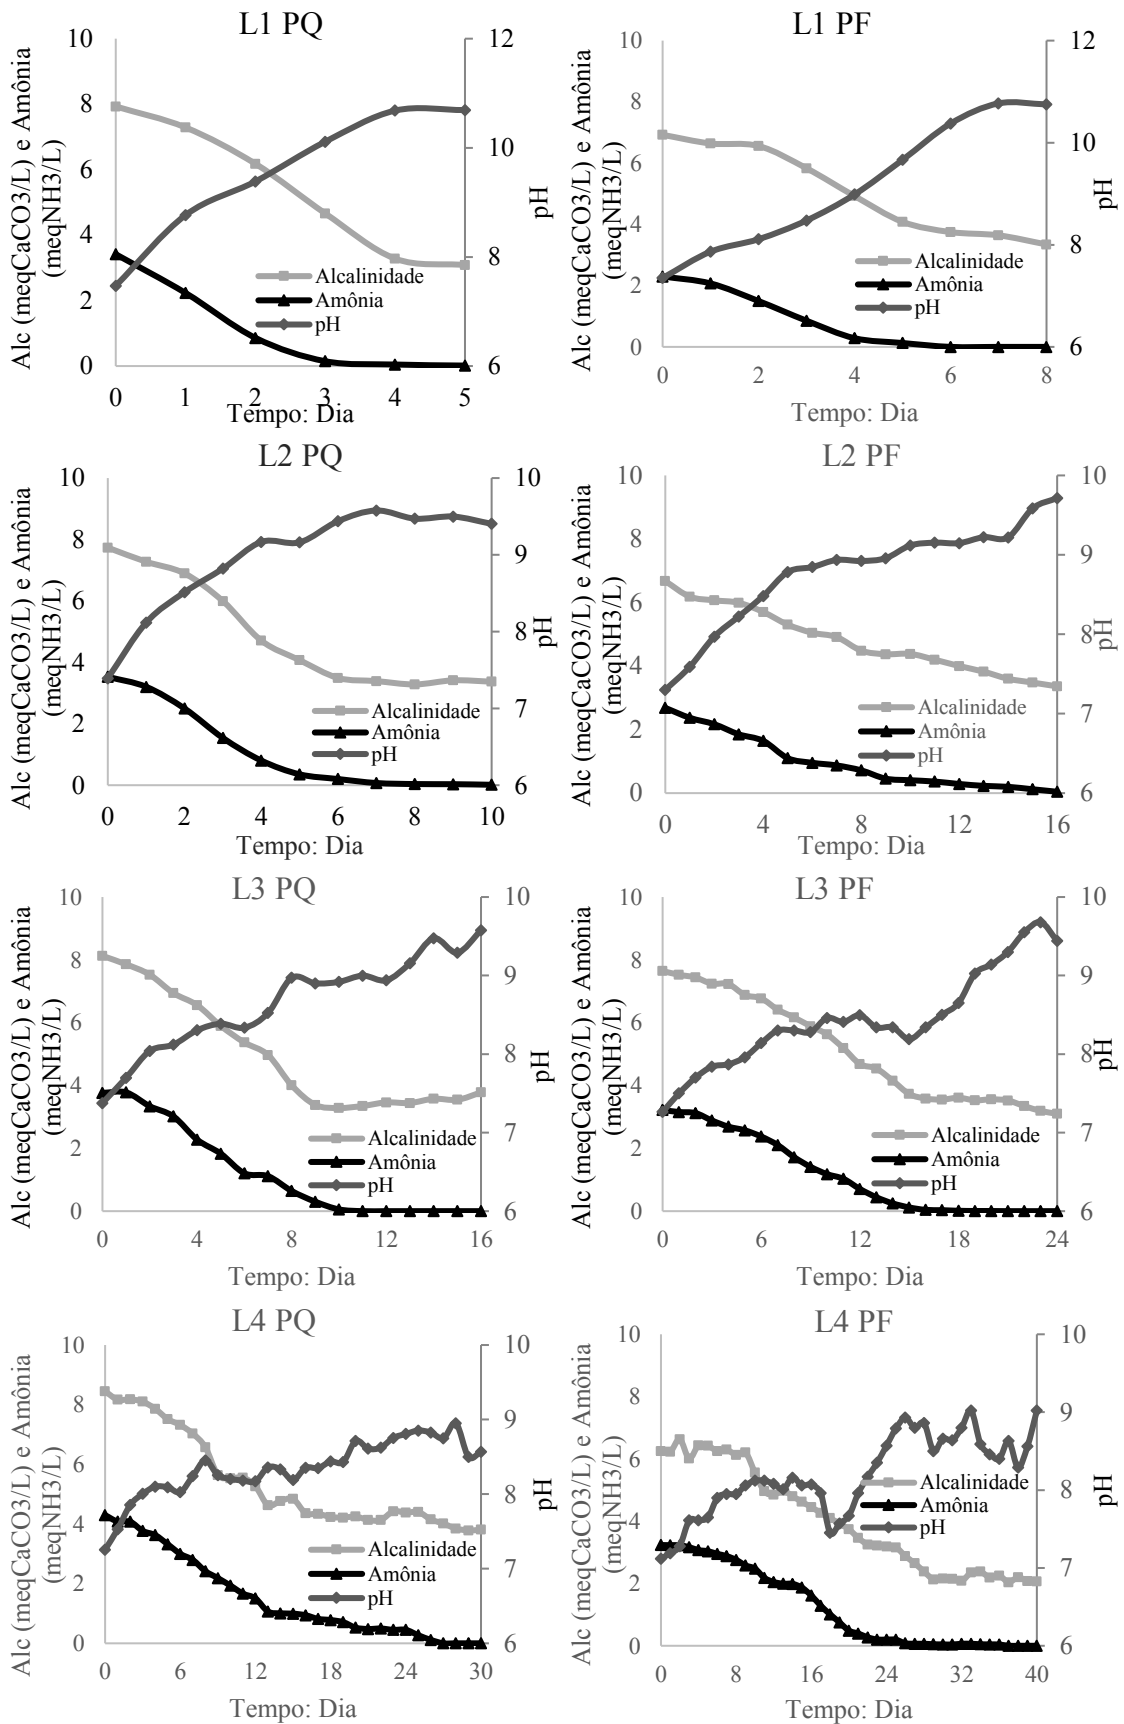 L1 PQ
Alc (meqCaCO3/L) e Amônia
(meqNH3/L)
10
8
6
4
2
0
12
10
8
6
pH
Alcalinidade
Amônia
pH
0 1 2 3 4 5
Tempo: Dia
L1 PF
Alc (meqCaCO3/L) e Amônia
(meqNH3/L)
10
8
6
4
2
0
12
10
8
6
pH
Alcalinidade
Amônia
pH
0 2 4 6 8
Tempo: Dia
L2 PQ
Alc (meqCaCO3/L) e Amônia
(meqNH3/L)
10
8
6
4
2
0
10
9
8
7
6
pH
Alcalinidade
Amônia
pH
0 2 4 6 8 10
Tempo: Dia
L2 PF
Alc (meqCaCO3/L) e Amônia
(meqNH3/L)
10
8
6
4
2
0
10
9
8
7
6
pH
Alcalinidade
Amônia
pH
0 4 8 12 16
Tempo: Dia
L3 PQ
Alc (meqCaCO3/L) e Amônia
(meqNH3/L)
10
8
6
4
2
0
10
9
8
7
6
pH
Alcalinidade
Amônia
pH
0 4 8 12 16
Tempo: Dia
L3 PF
Alc (meqCaCO3/L) e Amônia
(meqNH3/L)
10
8
6
4
2
0
10
9
8
7
6
pH
Alcalinidade
Amônia
pH
0 6 12 18 24
Tempo: Dia
L4 PQ
Alc (meqCaCO3/L) e Amônia
(meqNH3/L)
10
8
6
4
2
0
10
9
8
7
6
pH
Alcalinidade
Amônia
pH
0 6 12 18 24 30
Tempo: Dia
L4 PF
Alc (meqCaCO3/L) e Amônia
(meqNH3/L)
10
8
6
4
2
0
10
9
8
7
6
pH
Alcalinidade
Amônia
pH
0 8 16 24 32 40
Tempo: Dia